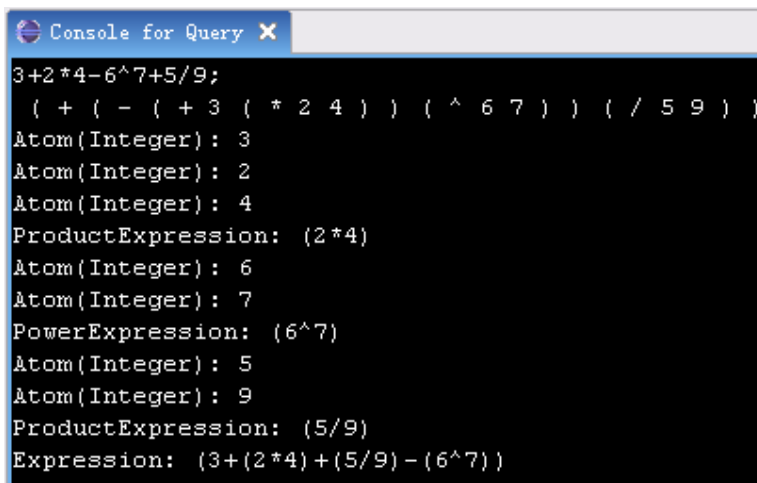 Console for Query
3+2*4-6^7+5/9;
( + ( - ( + 3 ( * 2 4 ) ) ( ^ 6 7 ) ) ( / 5 9 ) )
Atom(Integer): 3
Atom(Integer): 2
Atom(Integer): 4
ProductExpression: (2*4)
Atom(Integer): 6
Atom(Integer): 7
PowerExpression: (6^7)
Atom(Integer): 5
Atom(Integer): 9
ProductExpression: (5/9)
Expression: (3+(2*4)+(5/9)-(6^7))